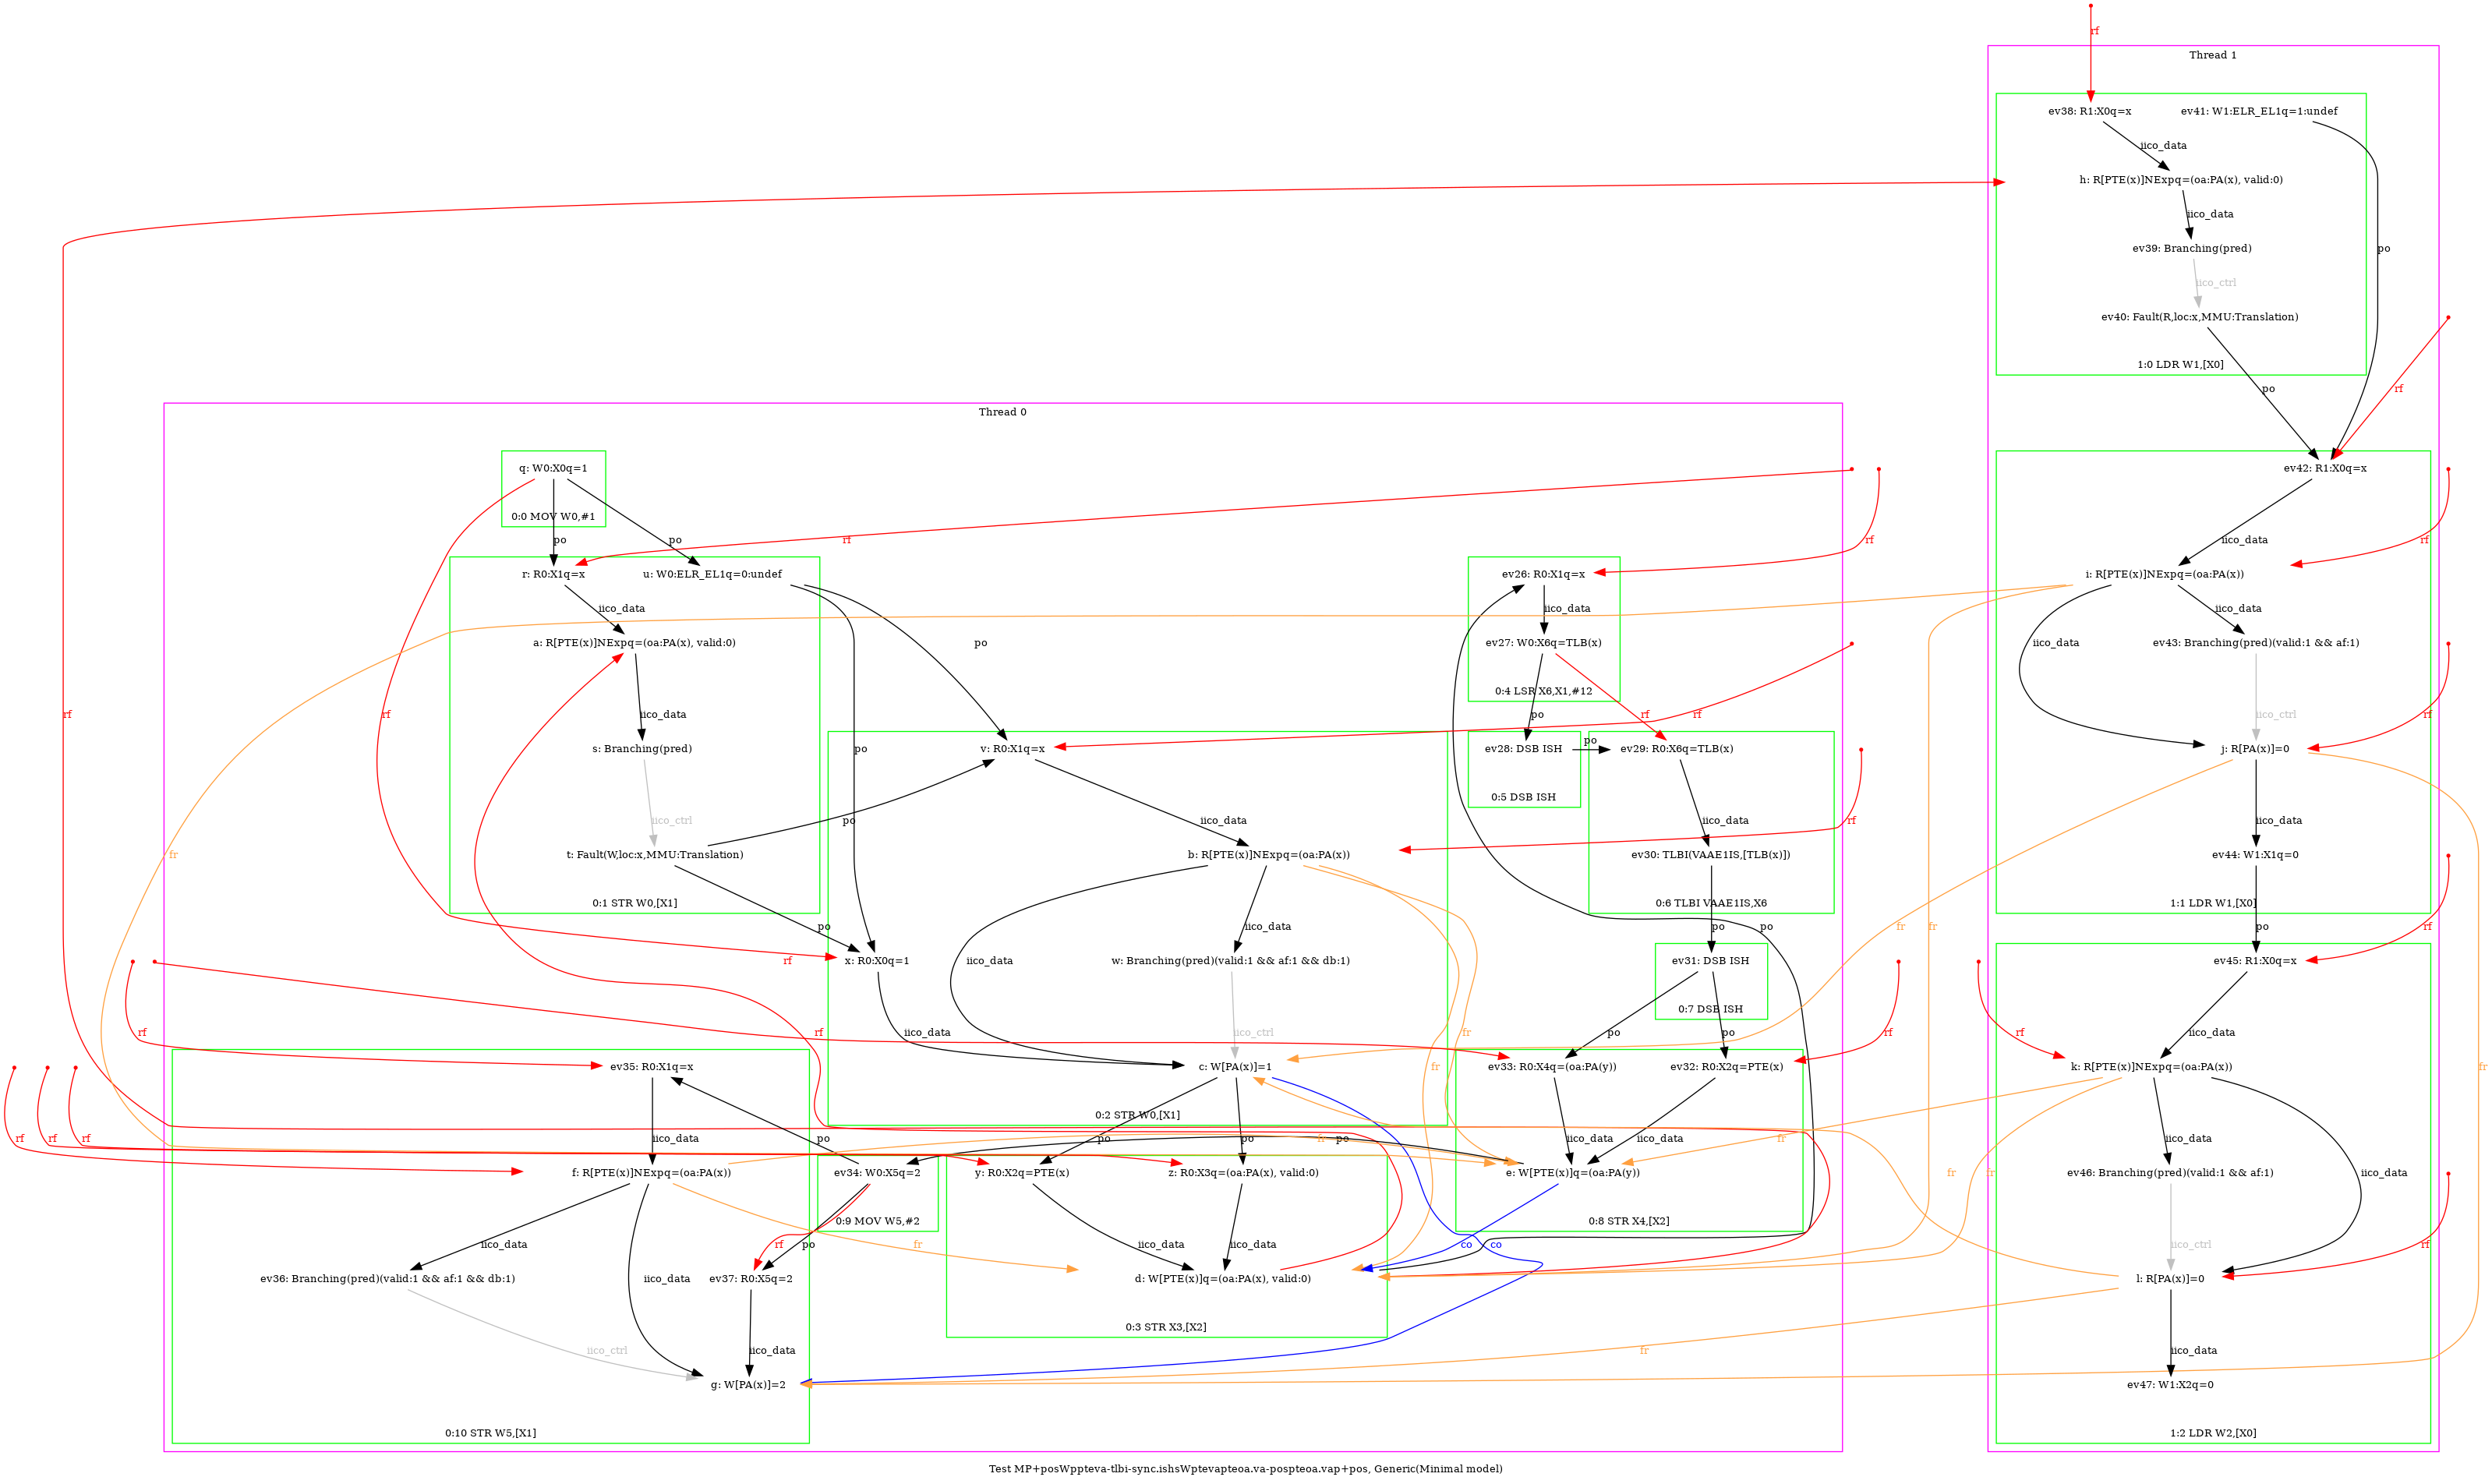 rf
Thread 1
ev38: R1:X0q=x
ev41: W1:ELR_EL1q=1:undef
iico_data
h: R[PTE(x)]NExpq=(oa:PA(x), valid:0)
iico_data
ev39: Branching(pred)
po
iico_ctrl
ev40: Fault(R,loc:x,MMU:Translation)
1:0 LDR W1,[X0]
po
rf
Thread 0
q: W0:X0q=1
ev42: R1:X0q=x
0:0 MOV W0,#1
po
po
rf
rf
iico_data
rf
r: R0:X1q=x
u: W0:ELR_EL1q=0:undef
ev26: R0:X1q=x
i: R[PTE(x)]NExpq=(oa:PA(x))
iico_data
iico_data
iico_data
a: R[PTE(x)]NExpq=(oa:PA(x), valid:0)
po
ev27: W0:X6q=TLB(x)
iico_data
ev43: Branching(pred)(valid:1 && af:1)
0:4 LSR X6,X1,#12
rf
rf
iico_data
po
rf
rf
iico_ctrl
rf
s: Branching(pred)
po
v: R0:X1q=x
ev28: DSB ISH
po
ev29: R0:X6q=TLB(x)
j: R[PA(x)]=0
0:5 DSB ISH
iico_ctrl
po
iico_data
iico_data
rf
iico_data
fr
t: Fault(W,loc:x,MMU:Translation)
b: R[PTE(x)]NExpq=(oa:PA(x))
ev30: TLBI(VAAE1IS,[TLB(x)])
ev44: W1:X1q=0
0:1 STR W0,[X1]
0:6 TLBI VAAE1IS,X6
1:1 LDR W1,[X0]
po
iico_data
po
po
fr
fr
po
rf
rf
x: R0:X0q=1
iico_data
w: Branching(pred)(valid:1 && af:1 && db:1)
ev31: DSB ISH
ev45: R1:X0q=x
0:7 DSB ISH
rf
rf
iico_data
iico_ctrl
fr
po
po
rf
rf
iico_data
ev35: R0:X1q=x
c: W[PA(x)]=1
fr
ev33: R0:X4q=(oa:PA(y))
ev32: R0:X2q=PTE(x)
k: R[PTE(x)]NExpq=(oa:PA(x))
fr
0:2 STR W0,[X1]
rf
rf
rf
iico_data
po
po
po
fr
po
iico_data
iico_data
fr
iico_data
f: R[PTE(x)]NExpq=(oa:PA(x))
ev34: W0:X5q=2
y: R0:X2q=PTE(x)
z: R0:X3q=(oa:PA(x), valid:0)
e: W[PTE(x)]q=(oa:PA(y))
fr
fr
ev46: Branching(pred)(valid:1 && af:1)
iico_data
0:9 MOV W5,#2
0:8 STR X4,[X2]
iico_data
fr
rf
po
iico_data
iico_data
co
co
iico_ctrl
rf
ev36: Branching(pred)(valid:1 && af:1 && db:1)
iico_data
ev37: R0:X5q=2
d: W[PTE(x)]q=(oa:PA(x), valid:0)
l: R[PA(x)]=0
0:3 STR X3,[X2]
iico_ctrl
iico_data
fr
iico_data
g: W[PA(x)]=2
ev47: W1:X2q=0
0:10 STR W5,[X1]
1:2 LDR W2,[X0]
Test MP+posWppteva-tlbi-sync.ishsWptevapteoa.va-pospteoa.vap+pos, Generic(Minimal model)